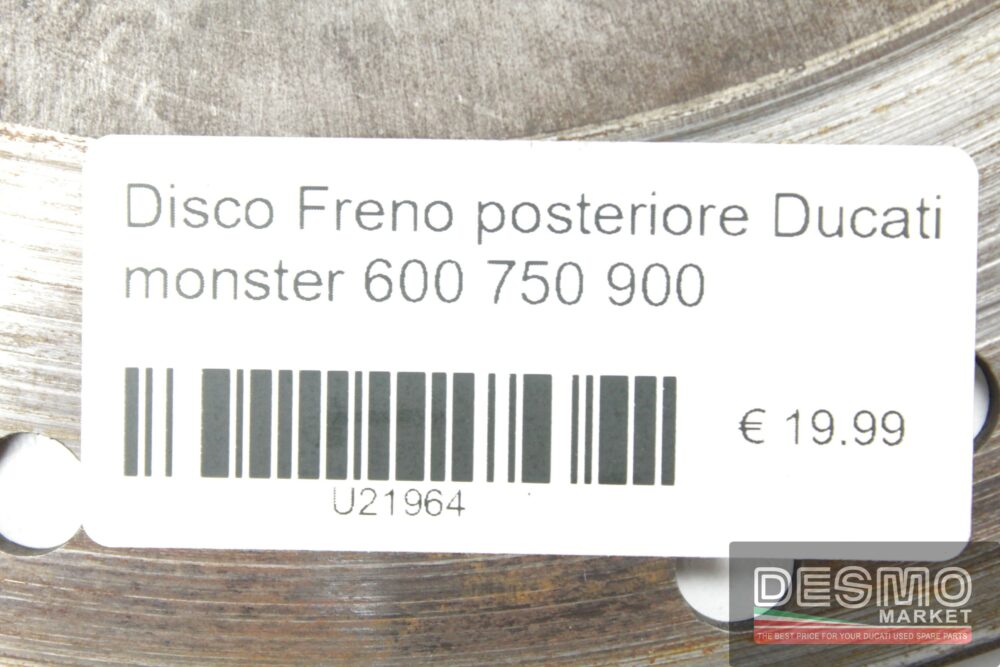 Disco Freno posteriore Ducati
monster 600 750 900
€ 19.99
U21964
DESMO
MARKET
THE BEST PRICE FOR YOUR DUCATI USED SPARE PARTS